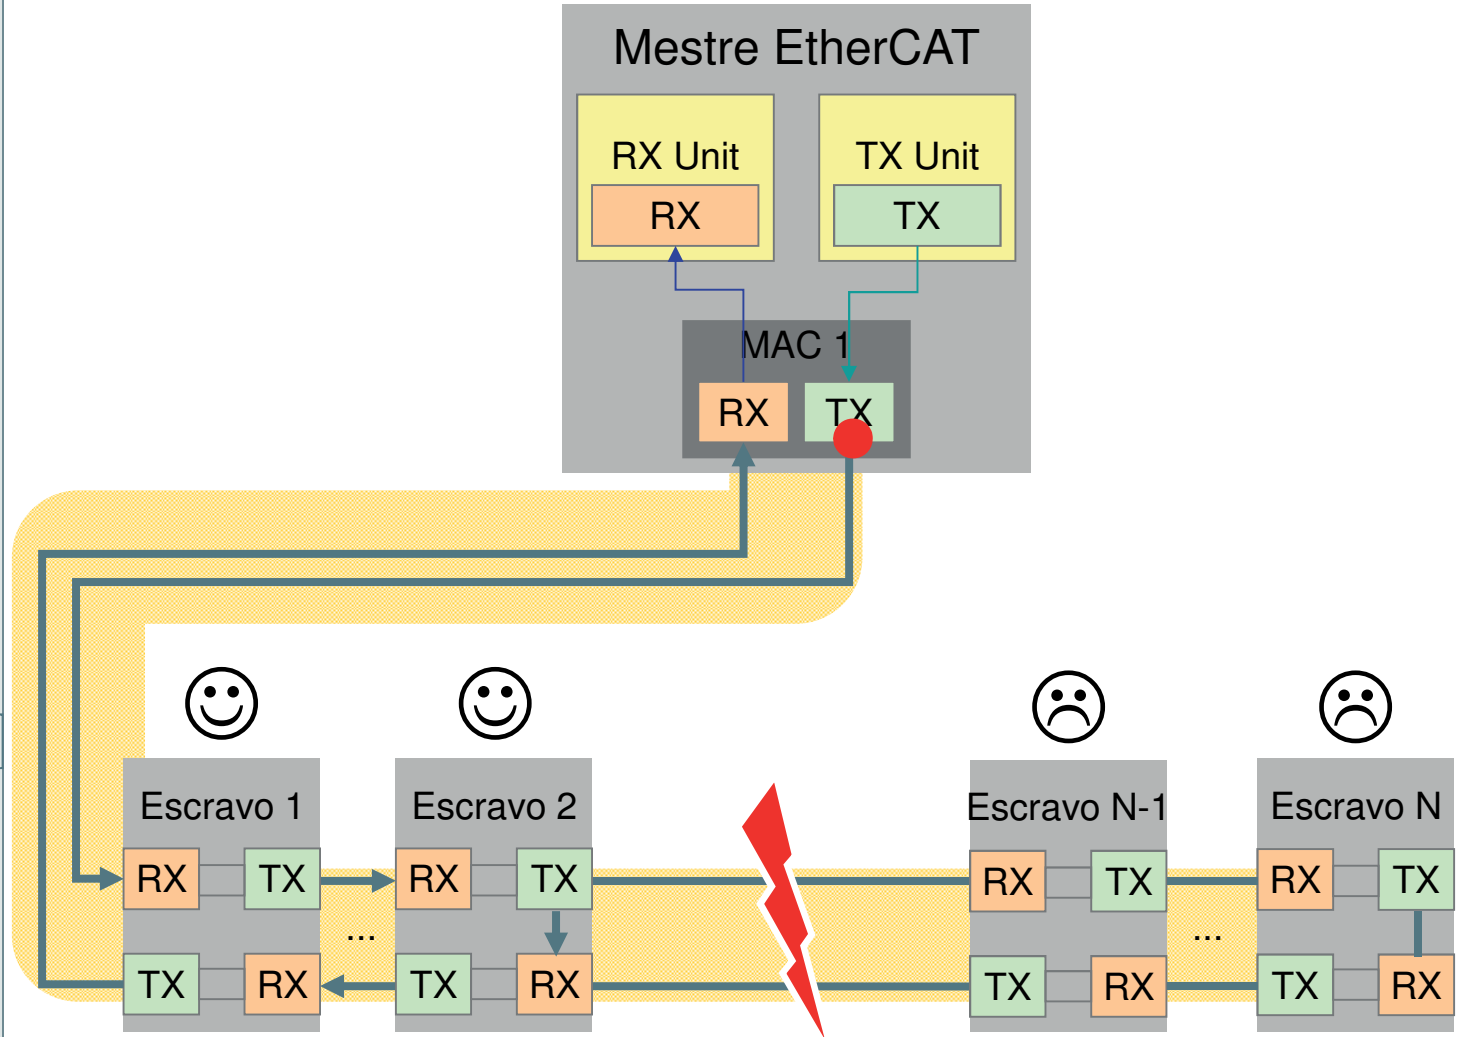 Mestre EtherCAT
RX Unit
TX Unit
RX
TX
MAC 1
RX
TX
Escravo 1
Escravo 2
Escravo N-1
Escravo N
RX
TX
RX
TX
RX
TX
RX
TX
...
...
TX
RX
TX
RX
TX
RX
TX
RX